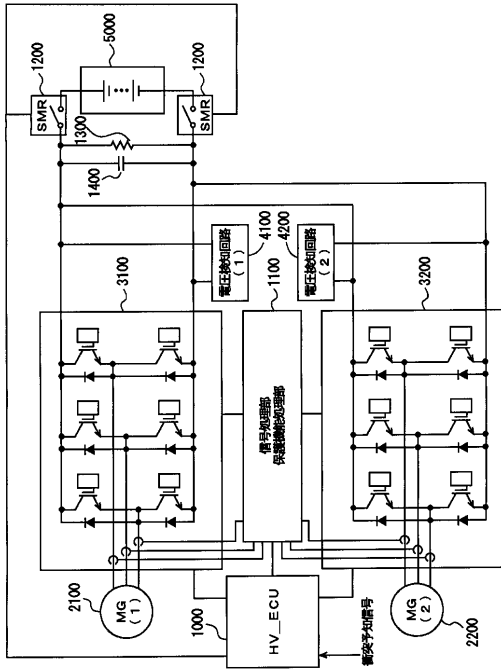 5000
1200
SMR
1200
SMR
1300
1400
3100
電圧検知回路
(1)
4100
電圧検知回路
(2)
4200
1100
信号処理部
保護機能処理部
3200
2100
MG
(1)
1000
HV_ECU
衝突予知信号
MG
(2)
2200